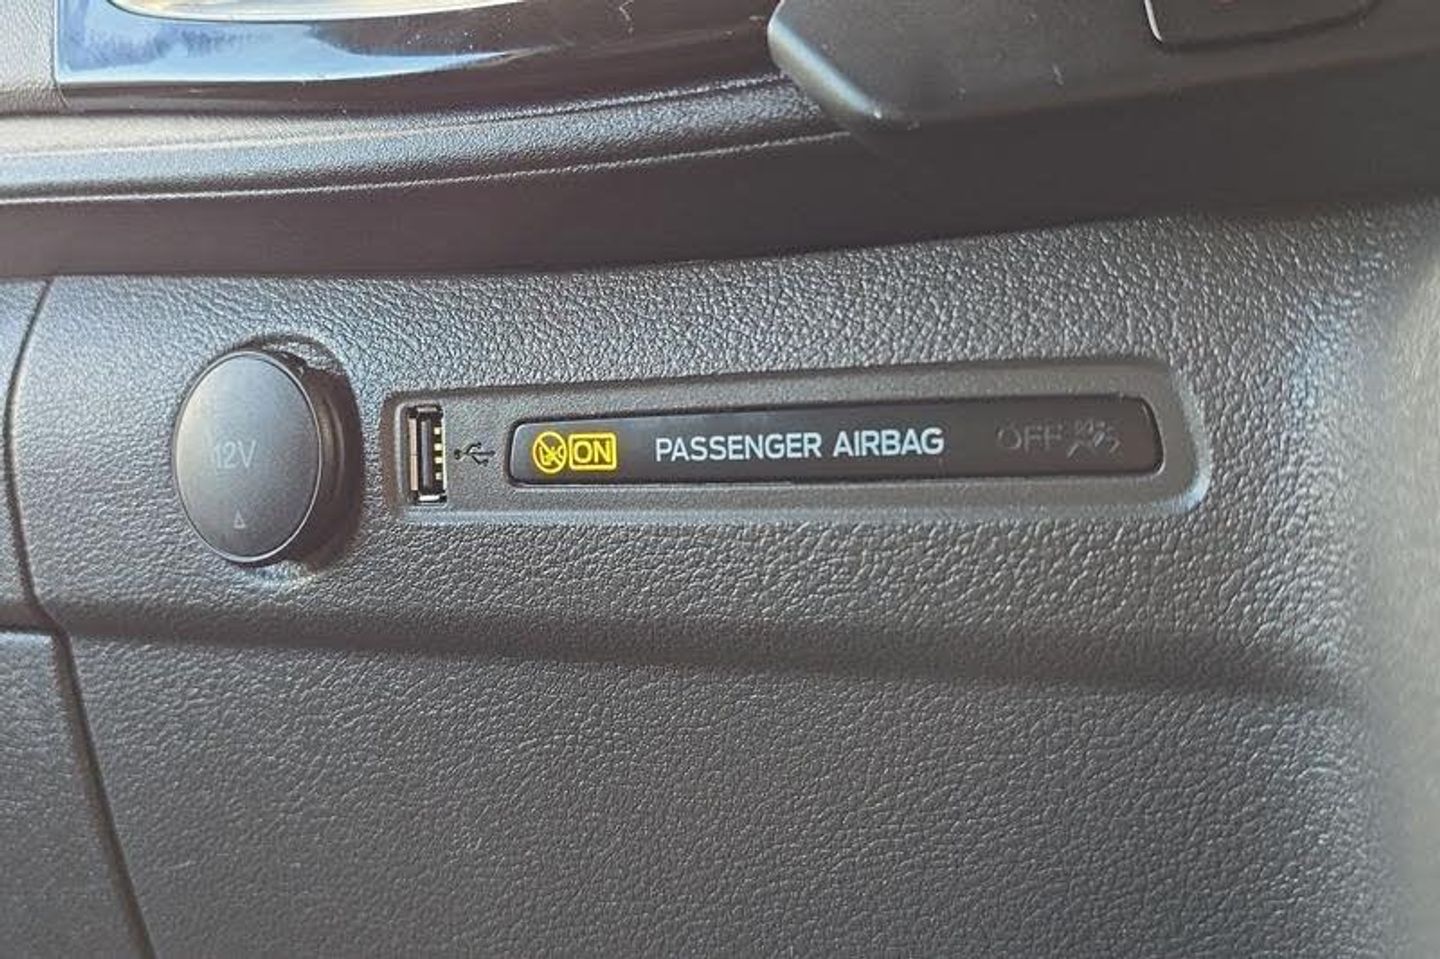 12V
ON PASSENGER AIRBAG OFF